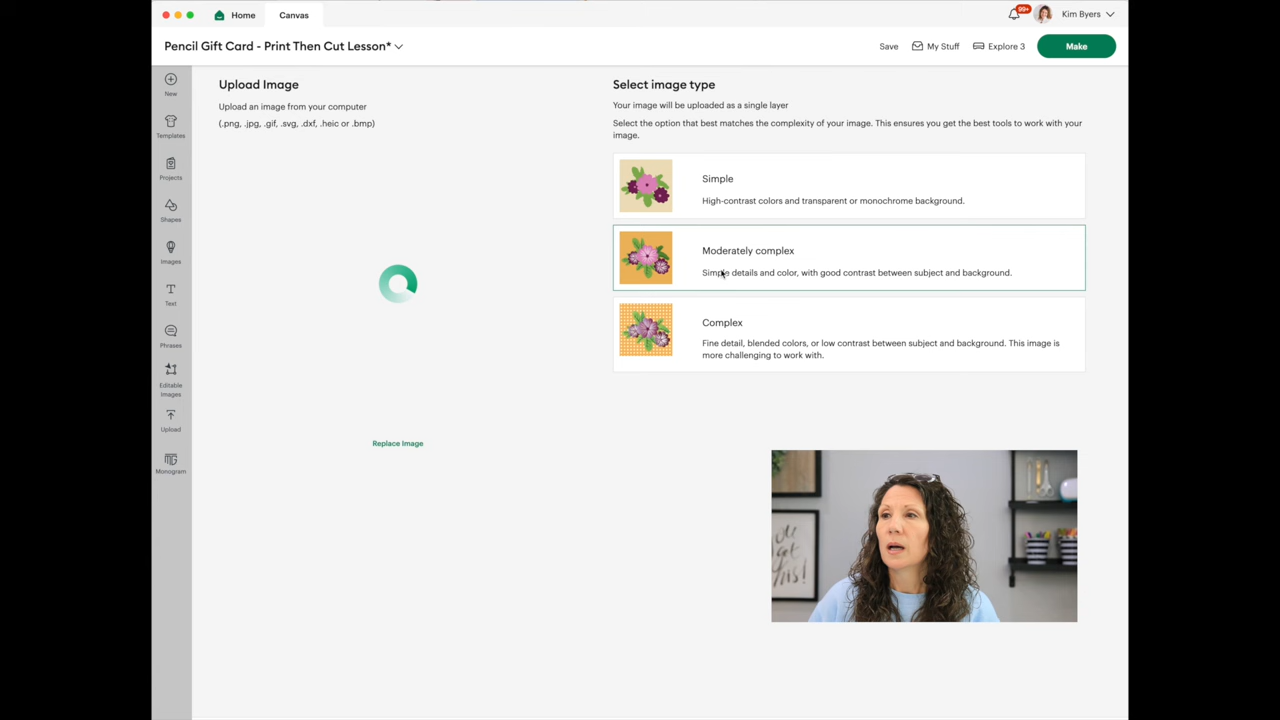 Home
Canvas
99+
Kim Byers
Pencil Gift Card - Print Then Cut Lesson*
Save
My Stuff
Explore 3
Make
New
Templates
Projects
Shapes
Images
Text
Phrases
Editable
Images
Upload
Monogram
Upload Image
Upload an image from your computer
(.png, .jpg, .gif, .svg, .dxf, .heic or .bmp)
Replace Image
Select image type
Your image will be uploaded as a single layer
Select the option that best matches the complexity of your image. This ensures you get the best tools to work with your
image.
Simple
High-contrast colors and transparent or monochrome background.
Moderately complex
Simple details and color, with good contrast between subject and background.
Complex
Fine detail, blended colors, or low contrast between subject and background. This image is
more challenging to work with.